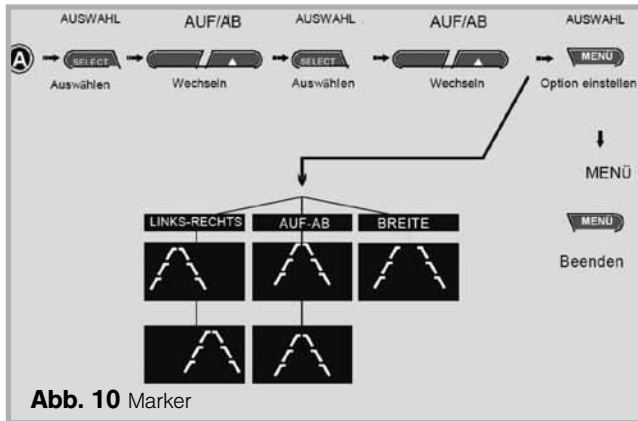 AUSWAHL AUF/AB AUSWAHL AUF/AB AUSWAHL
A SELECT SELECT MENÜ
Auswählen Wechseln Auswählen Wechseln Option einstellen
MENÜ
LINKS-RECHTS AUF-AB BREITE
MENÜ
Beenden
Abb. 10 Marker